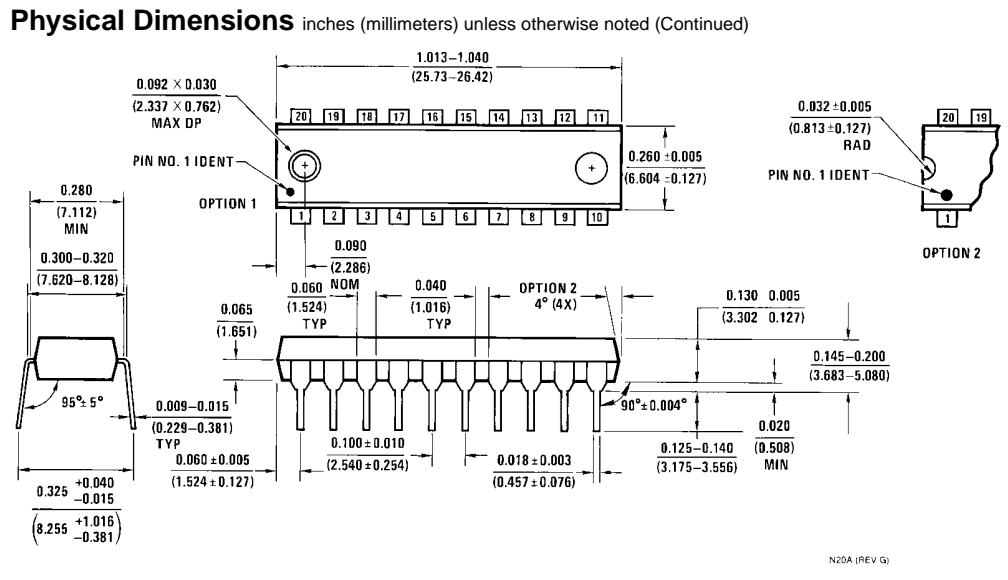 Physical Dimensions inches (millimeters) unless otherwise noted (Continued)
1.013–1.040
(25.73–26.42)
0.092 × 0.030
(2.337 × 0.762)
MAX DP
20 19 18 17 16 15 14 13 12 11
PIN NO. 1 IDENT
OPTION 1
0.260 ±0.005
(6.604 ±0.127)
1 2 3 4 5 6 7 8 9 10
0.032 ±0.005
(0.813 ±0.127)
RAD
20 19
PIN NO. 1 IDENT
1
OPTION 2
0.280
(7.112)
MIN
0.300–0.320
(7.620–8.128)
0.090
(2.286)
NOM
0.060
(1.524)
TYP
0.040
(1.016)
TYP
OPTION 2
4° (4X)
0.065
(1.651)
0.130 0.005
(3.302 0.127)
0.145–0.200
(3.683–5.080)
95°± 5°
0.009–0.015
(0.229–0.381)
TYP
90°±0.004°
0.020
(0.508)
MIN
0.125–0.140
(3.175–3.556)
0.100 ± 0.010
(2.540 ± 0.254)
0.018 ± 0.003
(0.457 ± 0.076)
0.060 ±0.005
(1.524 ±0.127)
0.325 +0.040
−0.015
(8.255 +1.016
−0.381)
N20A (REV G)